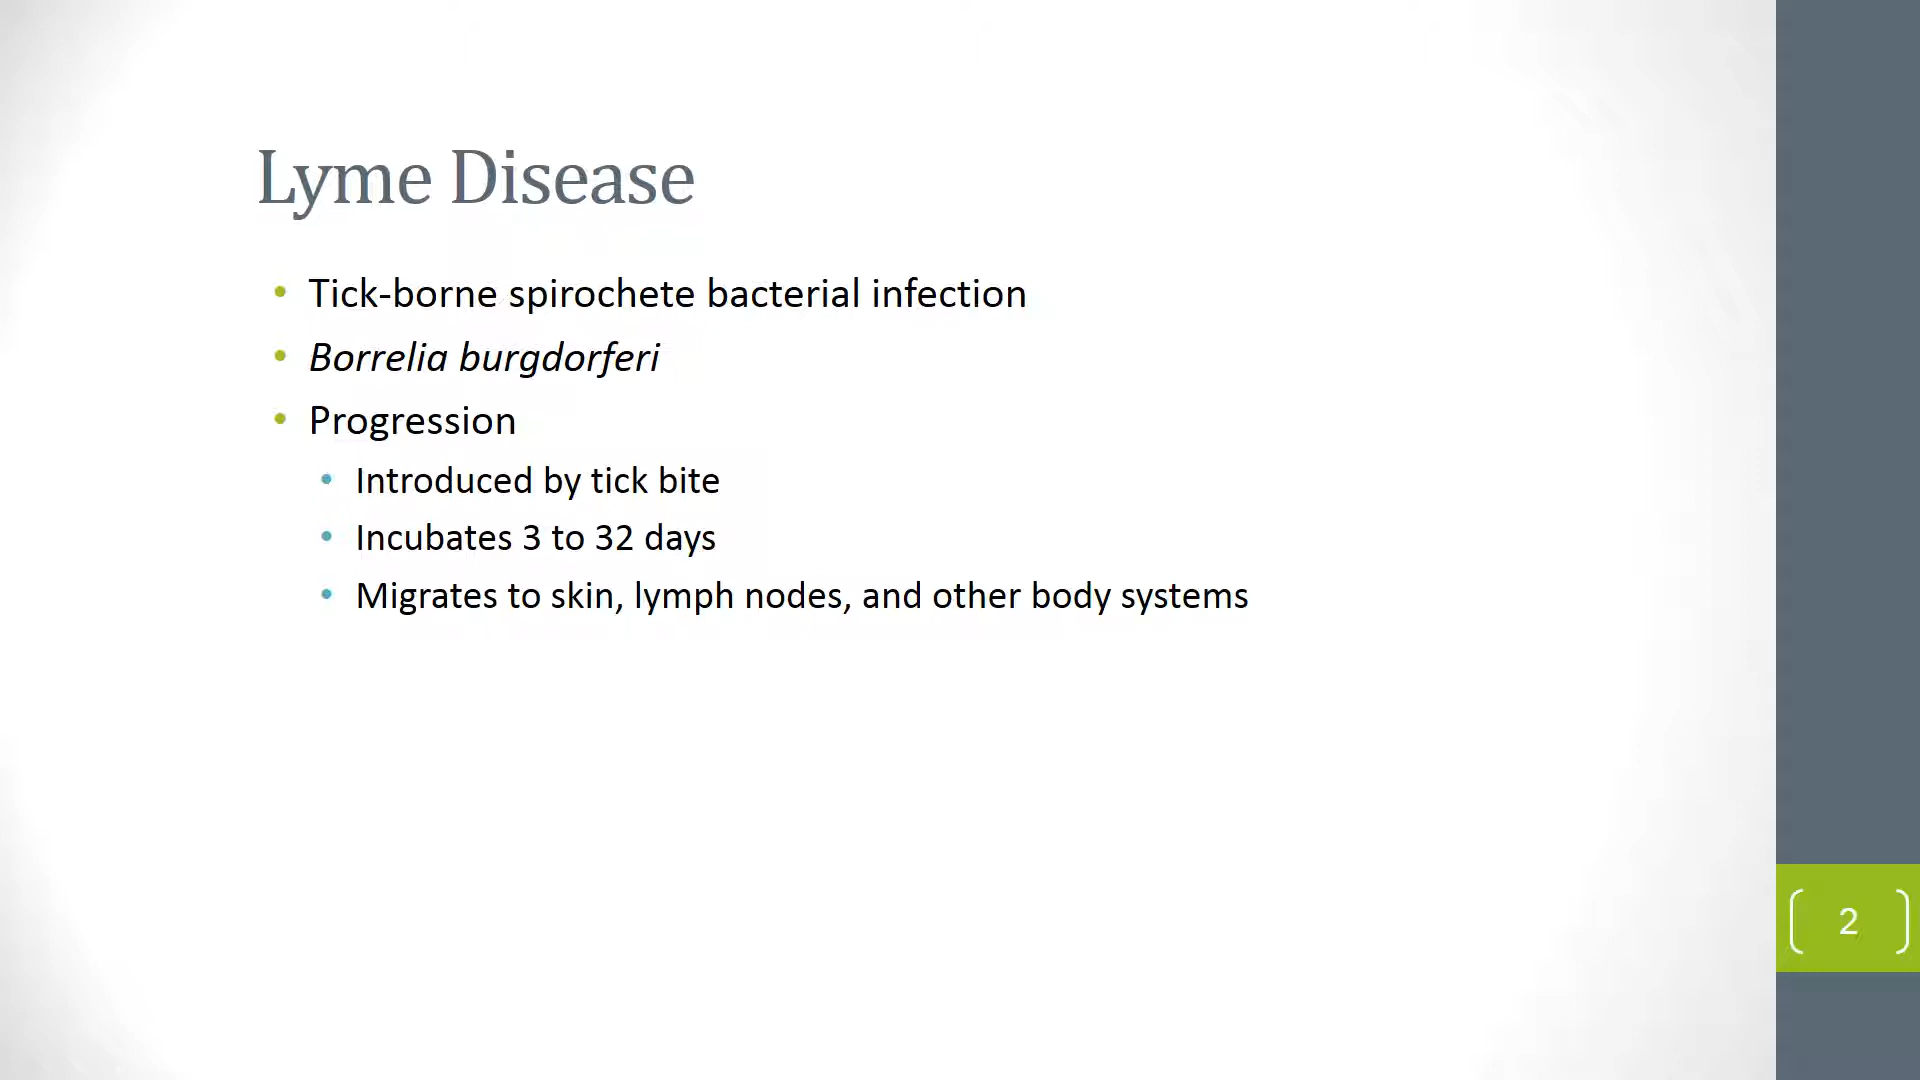 Lyme Disease
• Tick-borne spirochete bacterial infection
• Borrelia burgdorferi
• Progression
• Introduced by tick bite
• Incubates 3 to 32 days
• Migrates to skin, lymph nodes, and other body systems
2